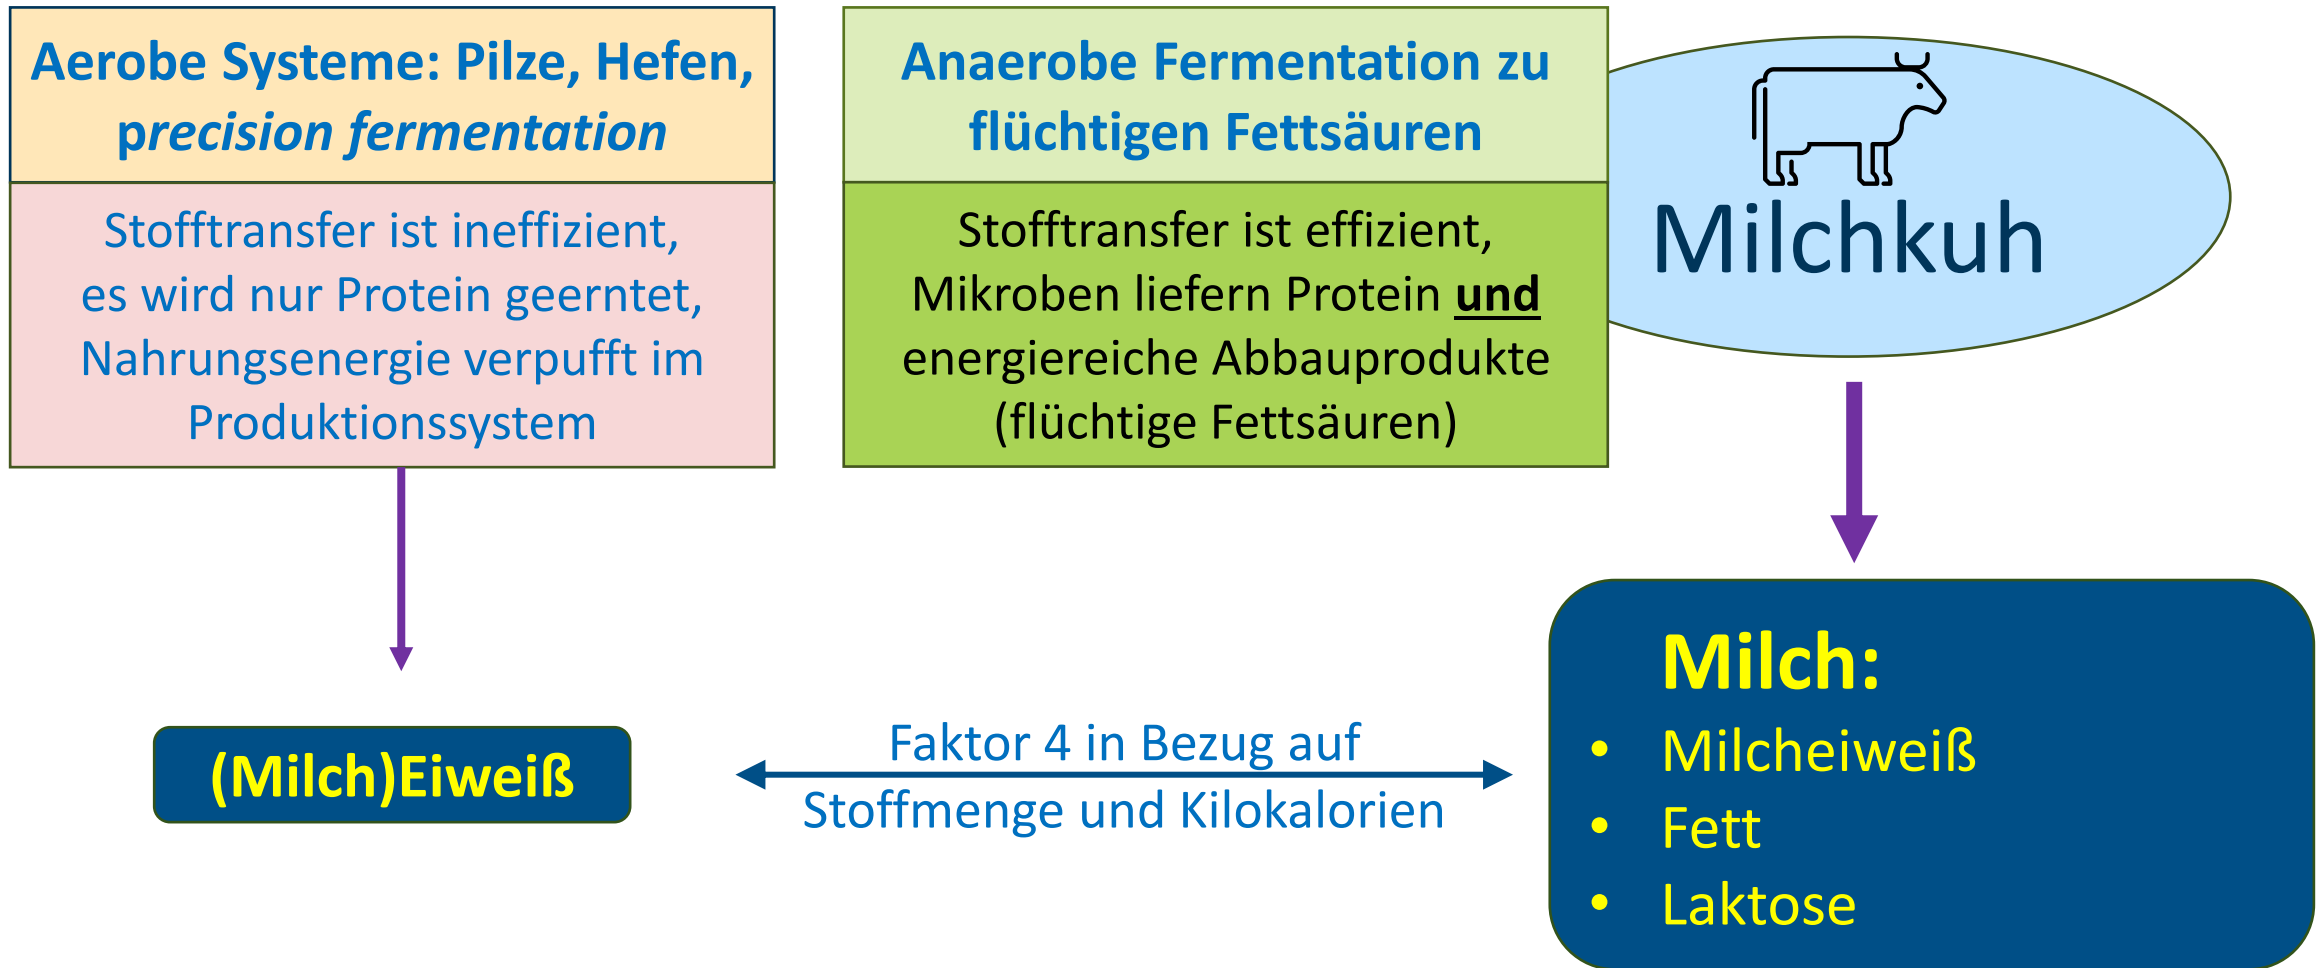 Aerobe Systeme: Pilze, Hefen,
precision fermentation
Stofftransfer ist ineffizient,
es wird nur Protein geerntet,
Nahrungsenergie verpufft im
Produktionssystem
(Milch)Eiweiß
Anaerobe Fermentation zu
flüchtigen Fettsäuren
Stofftransfer ist effizient,
Mikroben liefern Protein und
energiereiche Abbauprodukte
(flüchtige Fettsäuren)
Milchkuh
Faktor 4 in Bezug auf
Stoffmenge und Kilokalorien
Milch:
• Milcheiweiß
• Fett
• Laktose